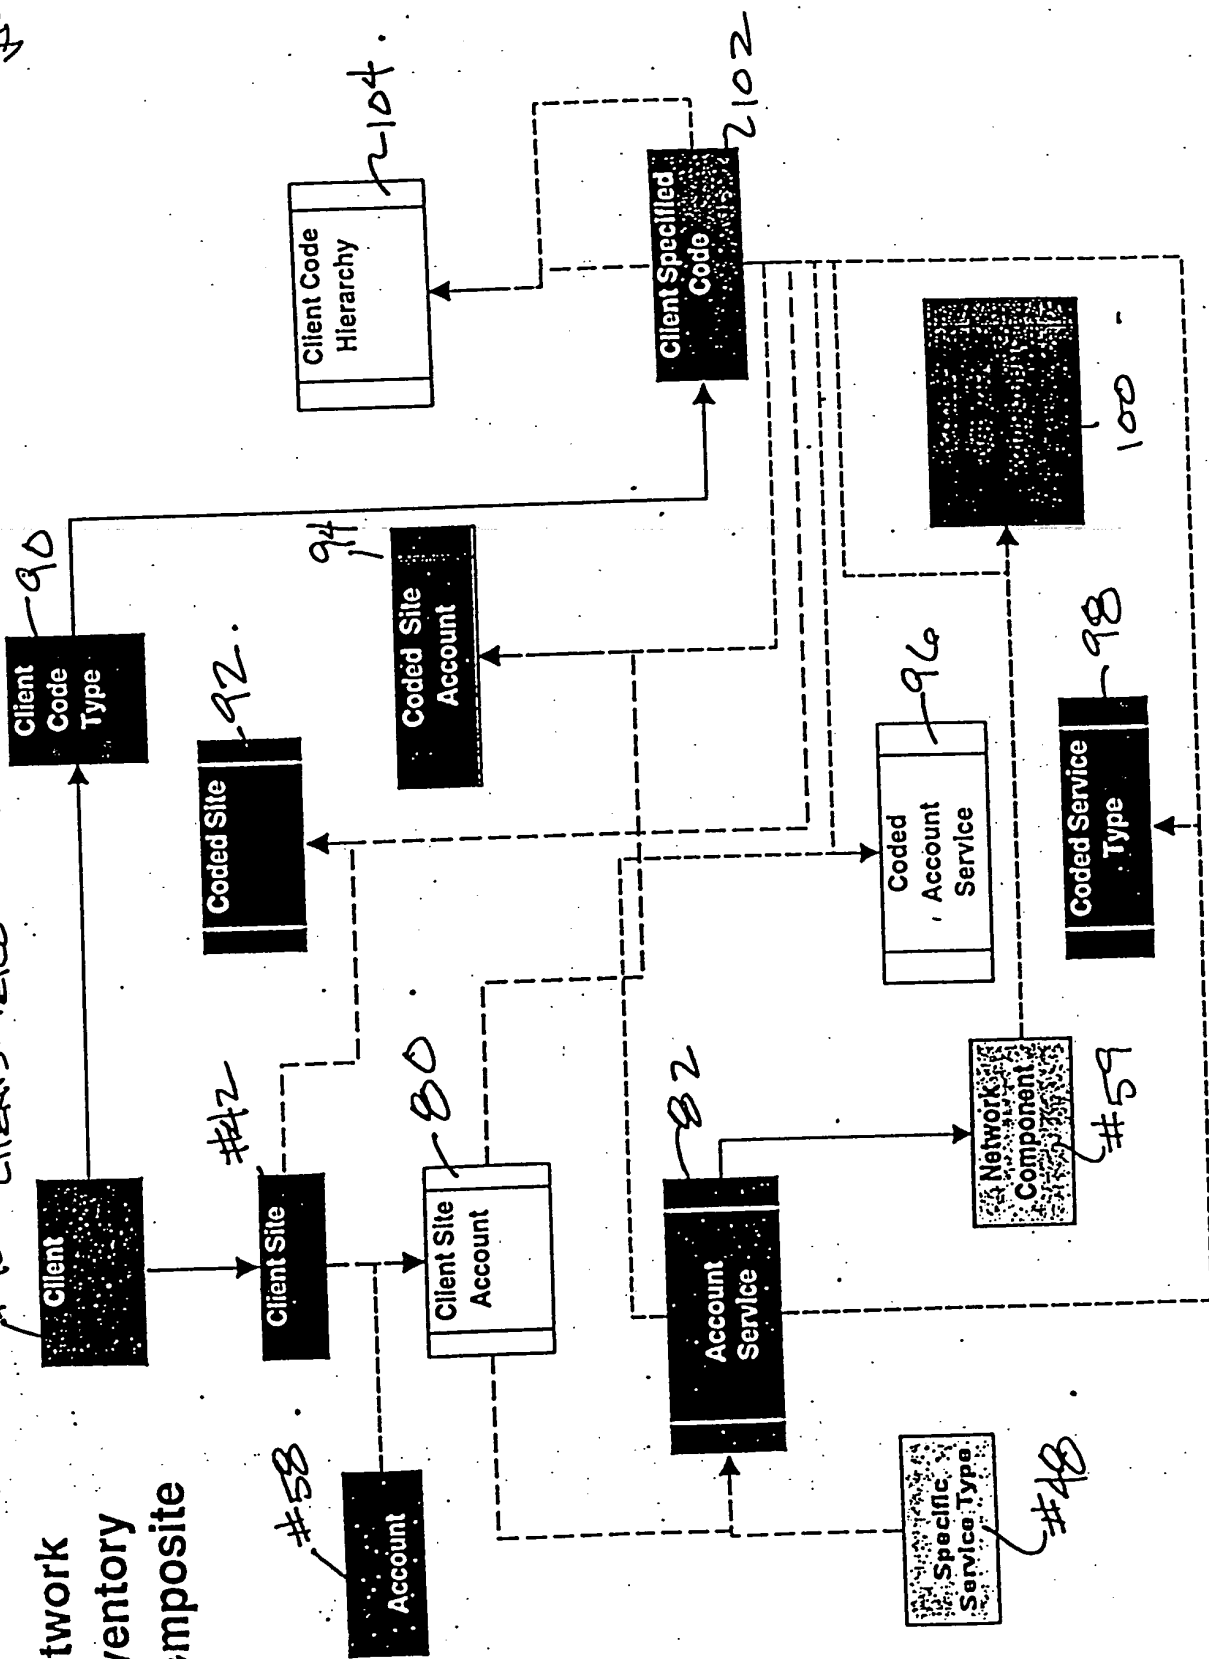 twork
ventory
mposite
Client
Client
Code
Type
90
Client Site
#42
Coded Site
92
Account
#58
Client Site
Account
80
Coded Site
Account
94
Client Code
Hierarchy
2104
Client Specified
Code
2102
Account
Service
82
Coded
Account
Service
96
100
Specific
Service Type
#48
Network
Component
#59
Coded Service
Type
98